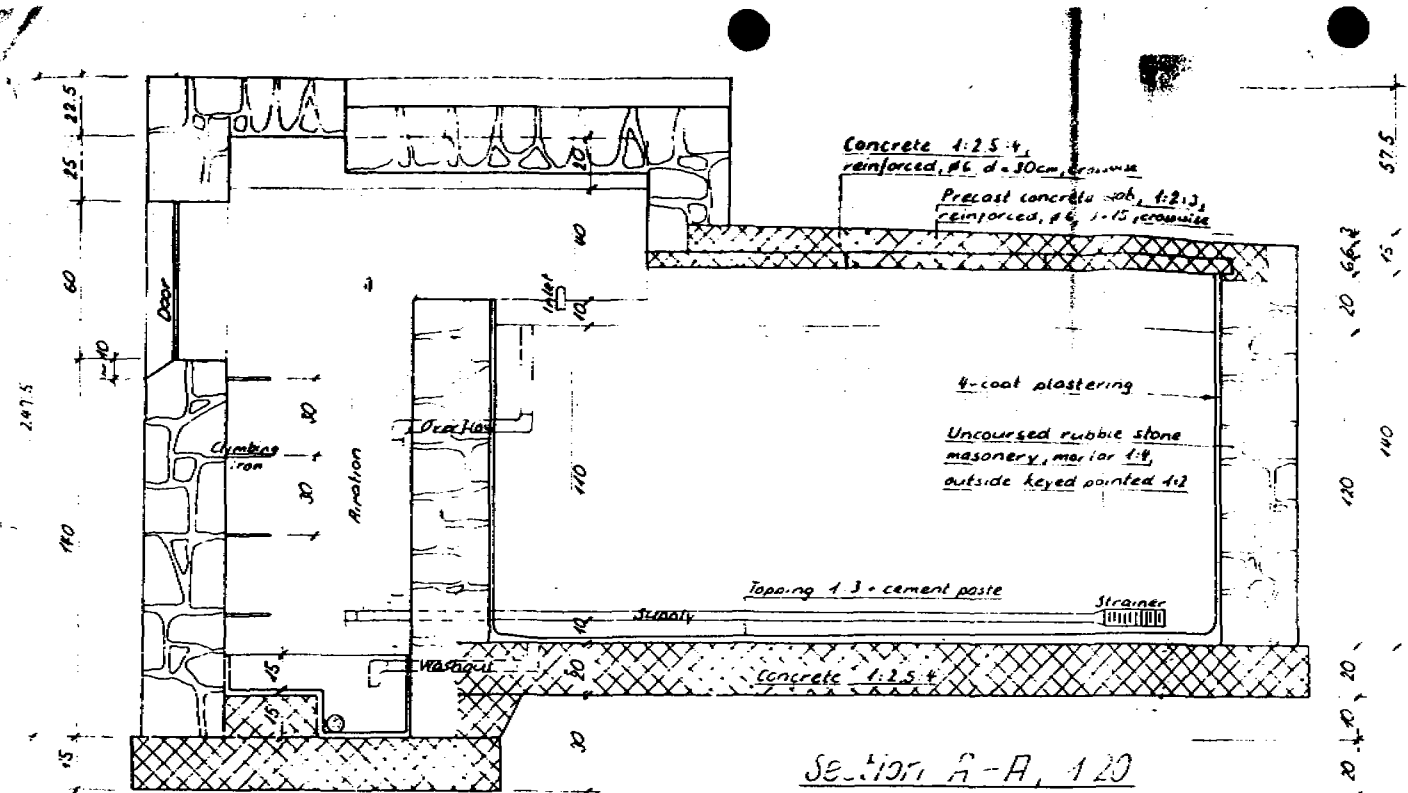 22.5
25
60
10
247.5
140
15
Door
Climbing
iron
30
30
Airation
15
15
20
40
Inlet
10
Overflow
110
Supply
10
Washout
20
30
Concrete 1:2.5:4,
reinforced, ø6 d=30cm, crosswise
Precast concrete 1:2:3,
reinforced, ø6, 15, crosswise
4-coat plastering
Uncoursed rubble stone
masonery, mortar 1:4,
outside keyed pointed 1:2
Topping 1:3 + cement paste
Strainer
Concrete 1:2.5:4
Section A-A, 1:20
57.5
15
20
140
120
20
10
20